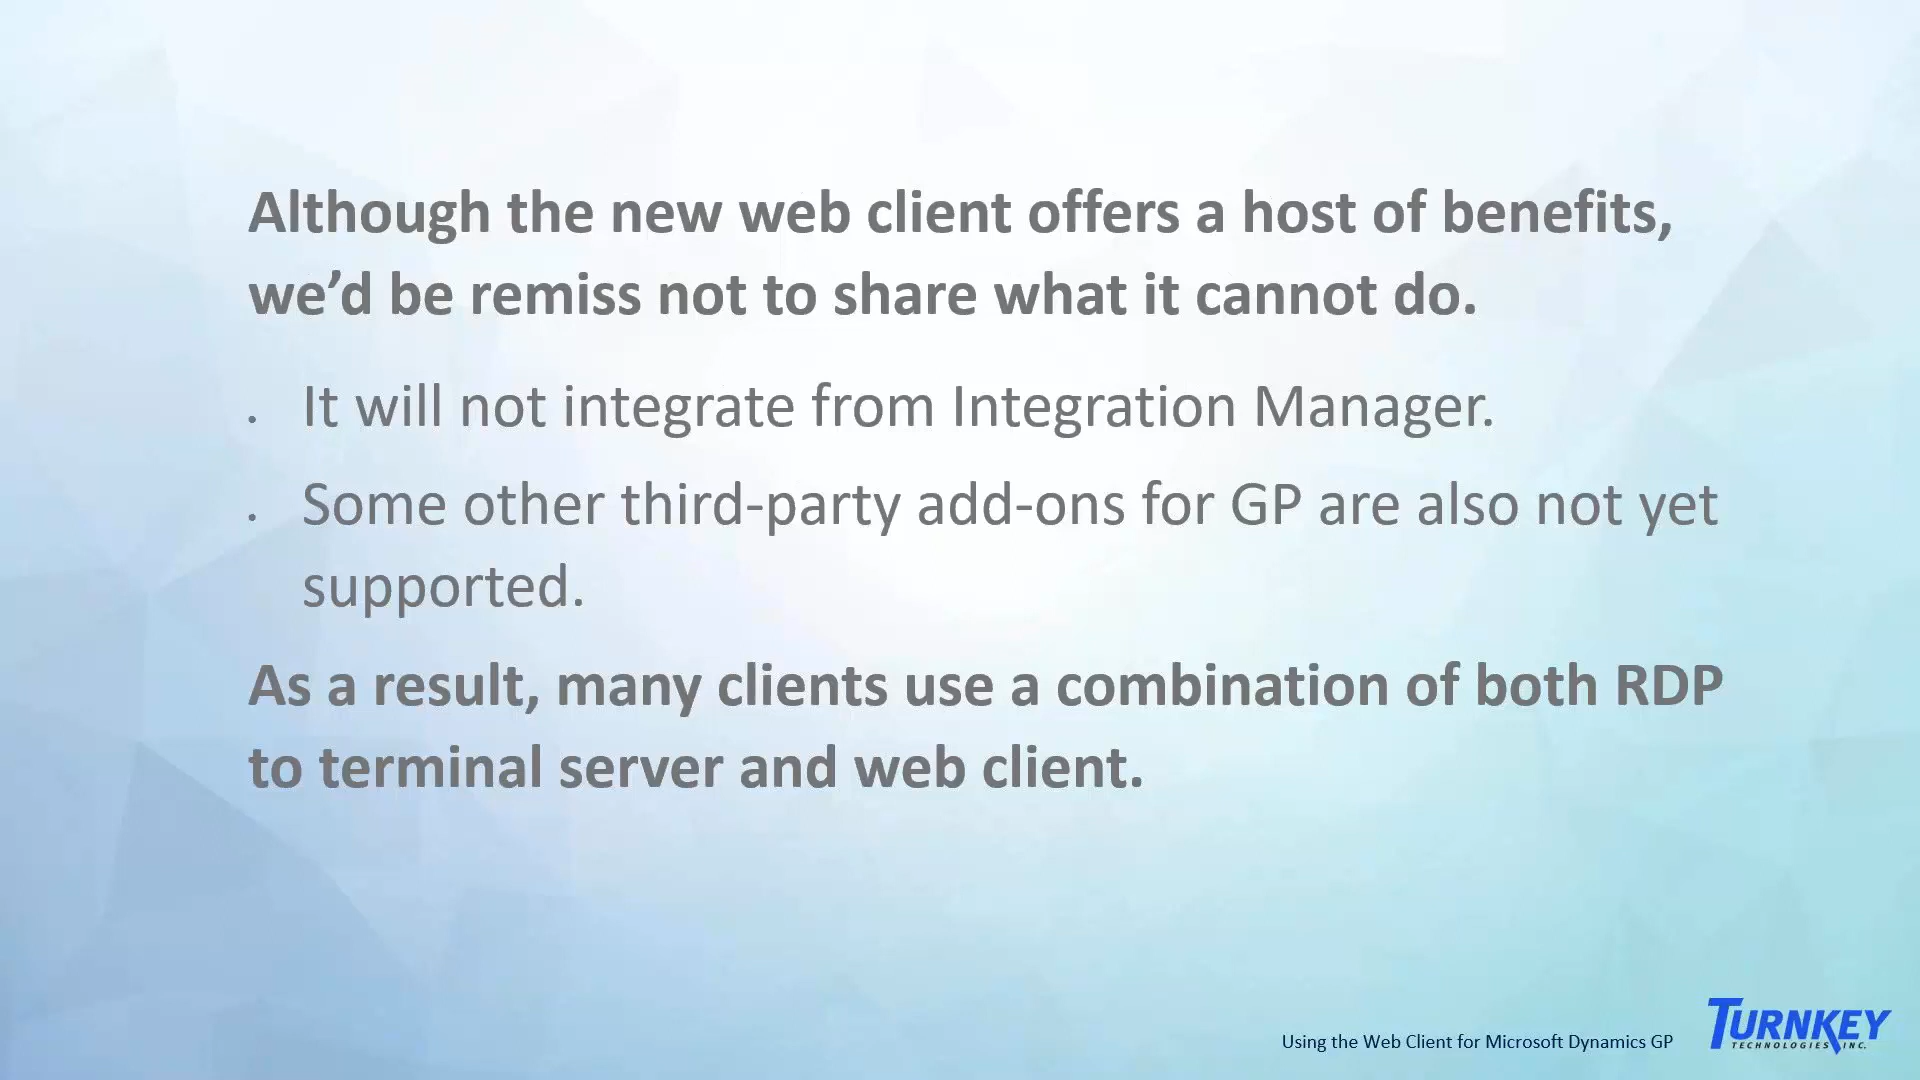 Although the new web client offers a host of benefits,
we’d be remiss not to share what it cannot do.
• It will not integrate from Integration Manager.
• Some other third-party add-ons for GP are also not yet
supported.
As a result, many clients use a combination of both RDP
to terminal server and web client.
Using the Web Client for Microsoft Dynamics GP
TURNKEY
TECHNOLOGIES, INC.